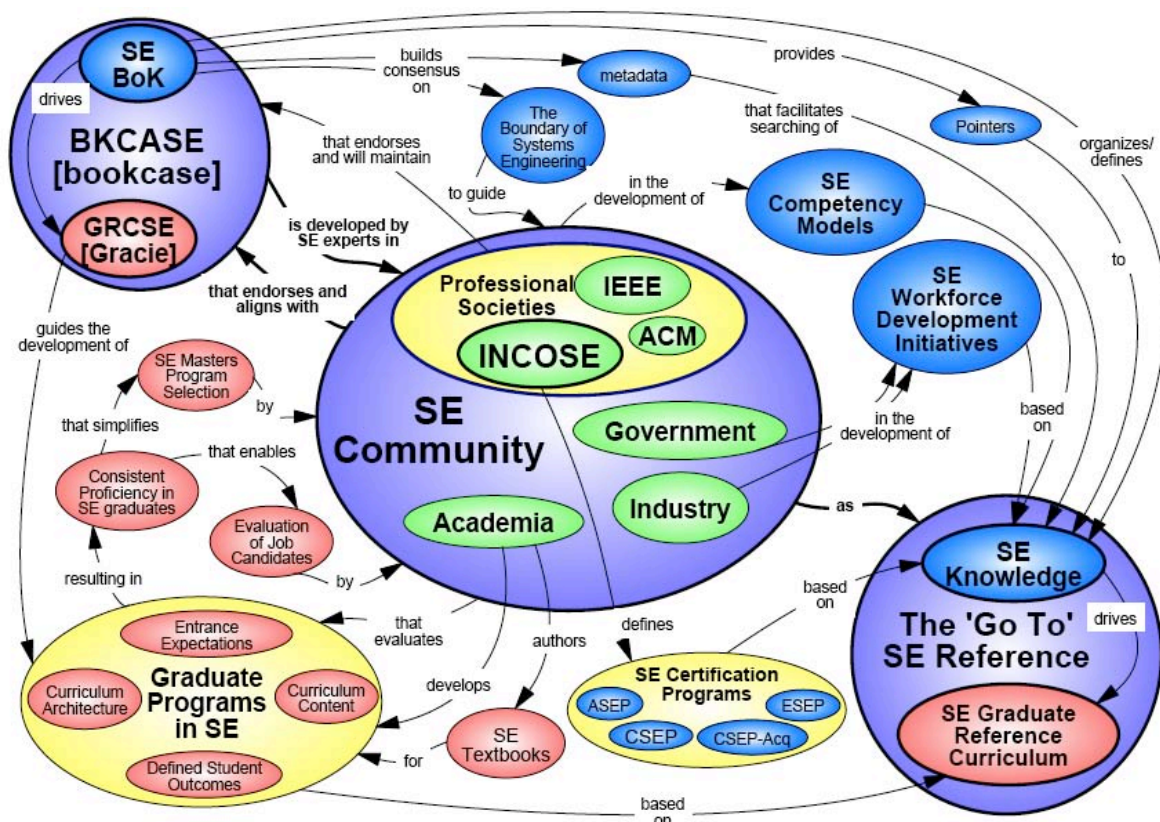 SE
BoK
drives
BKCASE
[bookcase]
GRCSE
[Gracie]
builds
consensus
on
metadata
provides
Pointers
that facilitates
searching of
organizes/
defines
to
that endorses
and will maintain
The
Boundary of
Systems
Engineering
to guide
in the
development of
SE
Competency
Models
SE
Workforce
Development
Initiatives
is developed by
SE experts in
that endorses and
aligns with
Professional
Societies
IEEE
ACM
INCOSE
SE
Community
Government
Industry
Academia
in the
development of
based
on
as
guides the
development of
SE Masters
Program
Selection
by
that simplifies
that enables
Consistent
Proficiency in
SE graduates
Evaluation
of Job
Candidates
by
resulting in
that
evaluates
Entrance
Expectations
Curriculum
Architecture
Graduate
Programs
in SE
Curriculum
Content
Defined Student
Outcomes
develops
authors
SE
Textbooks
for
defines
SE Certification
Programs
ASEP
ESEP
CSEP
CSEP-Acq
based
on
based
on
SE
Knowledge
drives
The 'Go To'
SE Reference
SE Graduate
Reference
Curriculum